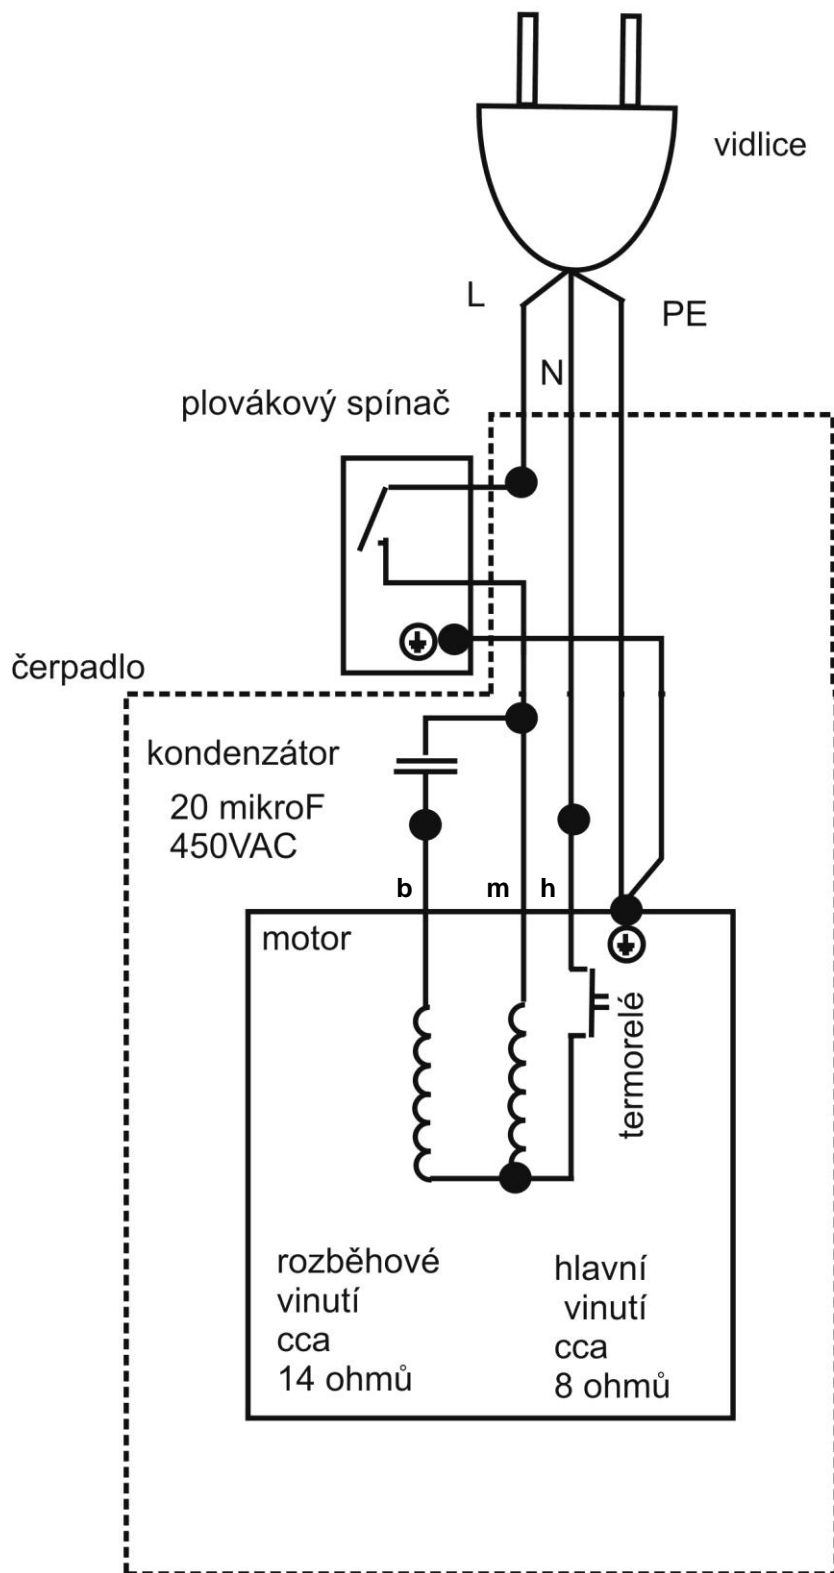 vidlice
L
PE
N
plovákový spínač
čerpadlo
kondenzátor
20 mikroF
450VAC
b m h
motor
termorelé
rozběhové
vinutí
cca
14 ohmů
hlavní
vinutí
cca
8 ohmů